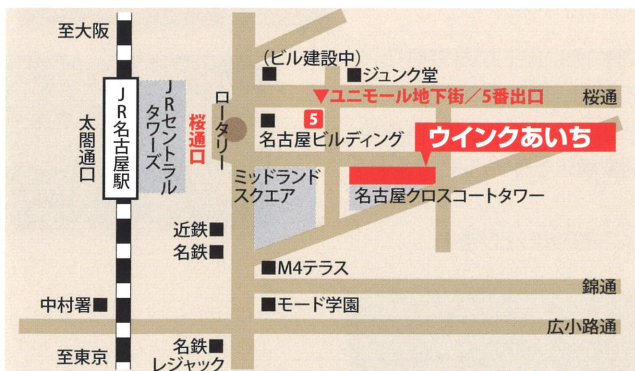 至大阪
(ビル建設中)
■
■ジュンク堂
▼ユニモール地下街／5番出口
桜通
JR名古屋駅
太閤通口
JRセントラル
タワーズ
桜通口
ロータリー
■
5
名古屋ビルディング
ウインクあいち
ミッドランド
スクエア
名古屋クロスコートタワー
近鉄■
名鉄■
■M4テラス
錦通
中村署■
■モード学園
広小路通
至東京
名鉄■
レジャック